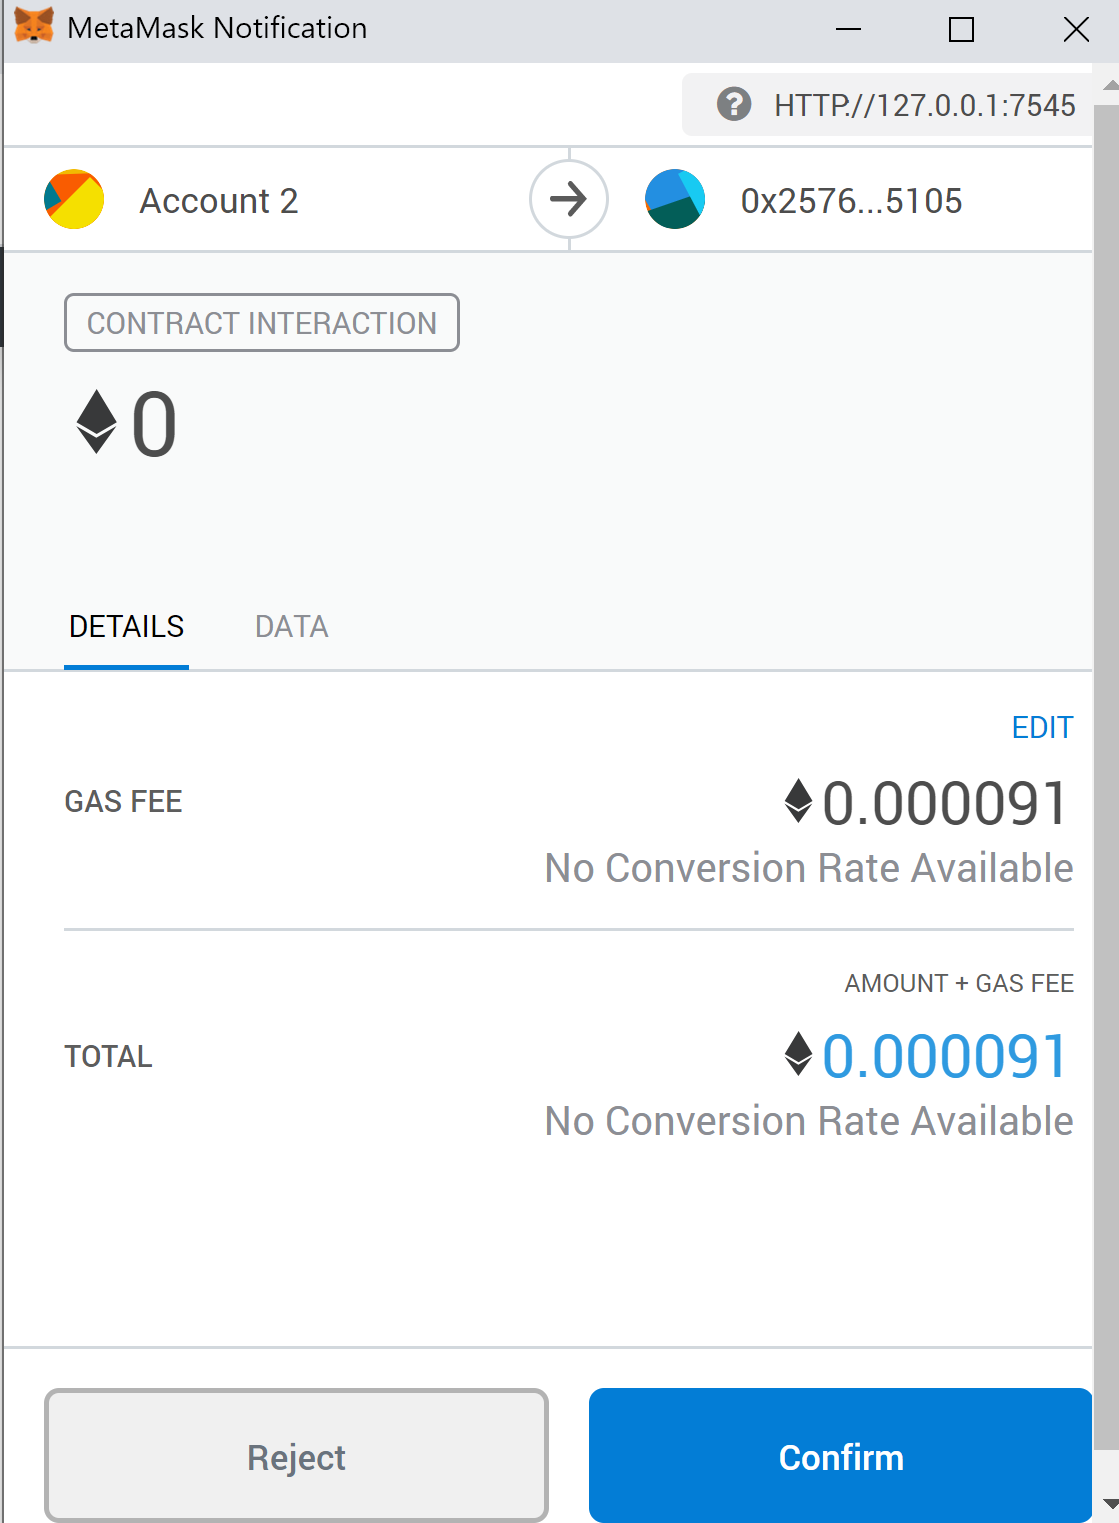 MetaMask Notification
HTTP://127.0.0.1:7545
Account 2
0x2576...5105
CONTRACT INTERACTION
0
DETAILS
DATA
EDIT
GAS FEE
0.000091
No Conversion Rate Available
AMOUNT + GAS FEE
TOTAL
0.000091
No Conversion Rate Available
Reject
Confirm